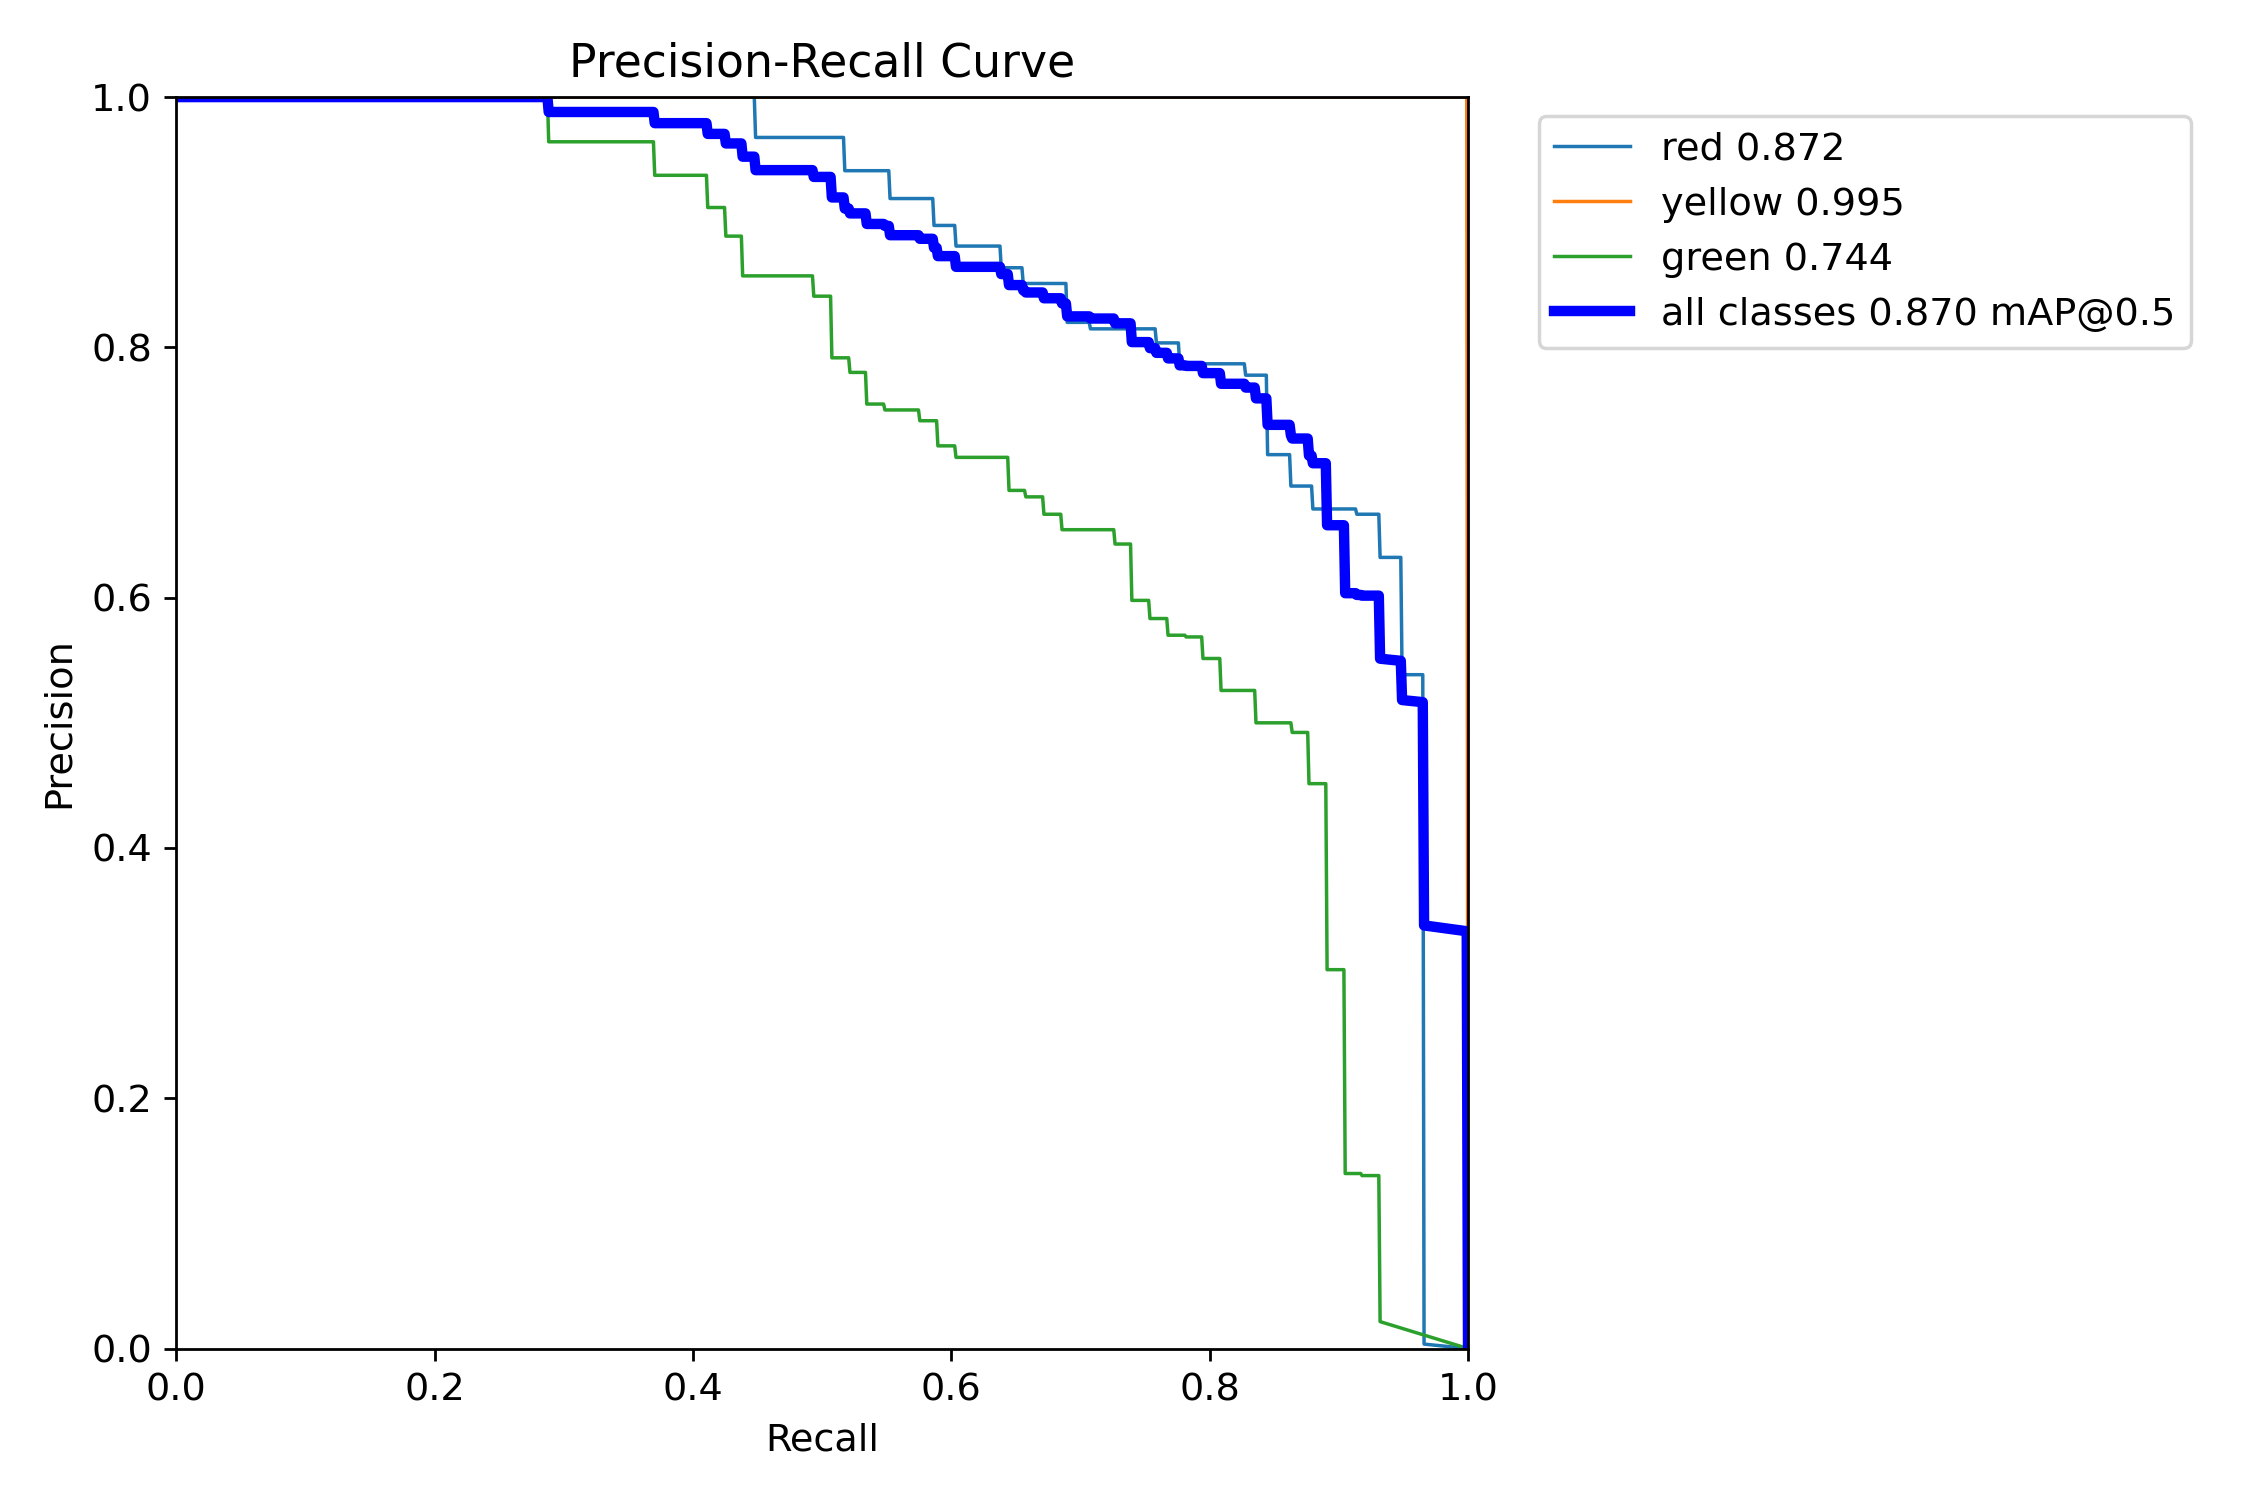 Precision-Recall Curve
1.0
0.8
0.6
0.4
0.2
0.0
Precision
0.0 0.2 0.4 0.6 0.8 1.0
Recall
red 0.872
yellow 0.995
green 0.744
all classes 0.870 mAP@0.5